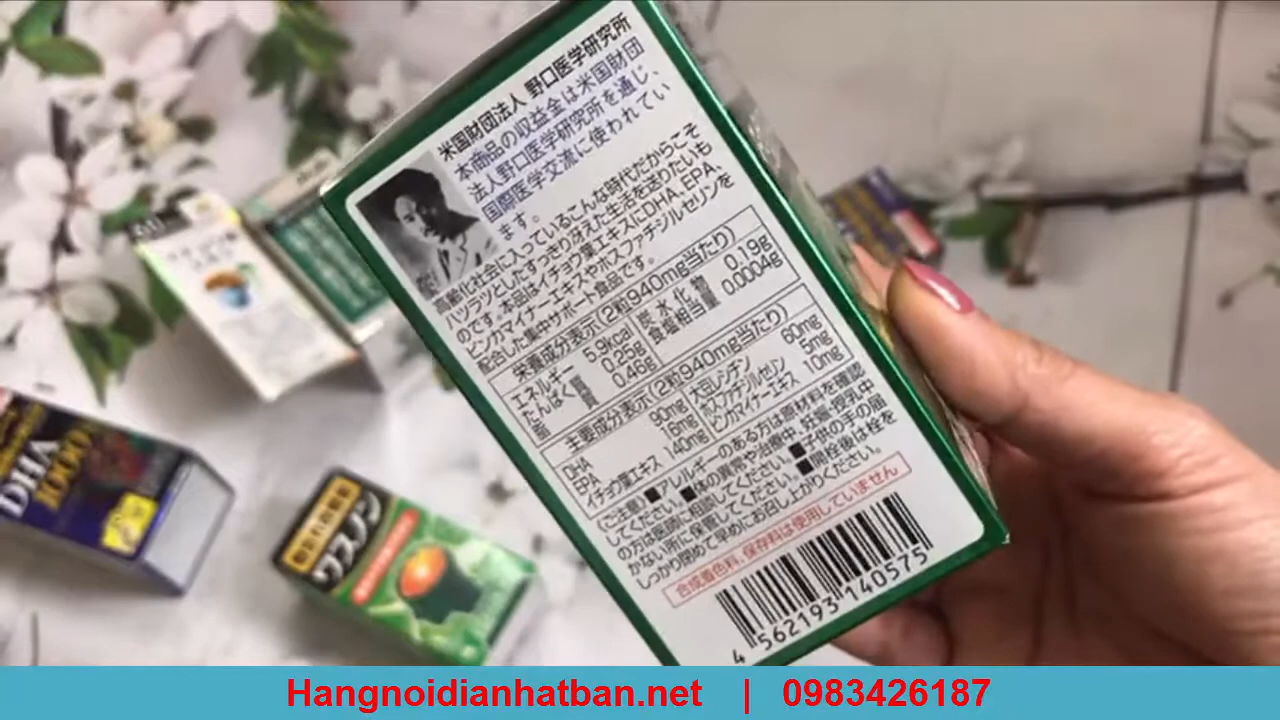 米国財団法人 野口医学研究所
本商品の収益金は米国財団
法人野口医学研究所を通じ、
国際医学交流に使われてい
ます。
高齢化社会に入っているこんな時代だからこそ
ハツラツとしたすっきり冴えた生活を送りたいも
のです。本品はイチョウ葉エキスにDHA、EPA、
ピンカマイナーエキスやホスファチジルセリンを
配合した集中サポート食品です。
栄養成分表示(2粒940mg当たり)
エネルギー 5.9kcal 炭水化物 0.19g
たんぱく質 0.25g 食塩相当量 0.0004g
脂質 0.46g
主要成分表示(2粒940mg当たり)
DHA 90mg 大豆レシチン 60mg
EPA 6mg ホスファチジルセリン 5mg
イチョウ葉エキス 140mg ピンカマイナーエキス 10mg
〈ご注意〉■アレルギーのある方は原材料を確認
してください。■体の異常や治療中、妊娠・授乳中
の方は医師に相談してください。■子供の手の届
かない所に保管してください。■開栓後は栓を
しっかり閉めて早めにお召し上がりください。
合成着色料、保存料は使用していません
4 562193 140575
DHA
1000
ワスノン
Hangnoidianhatban.net | 0983426187